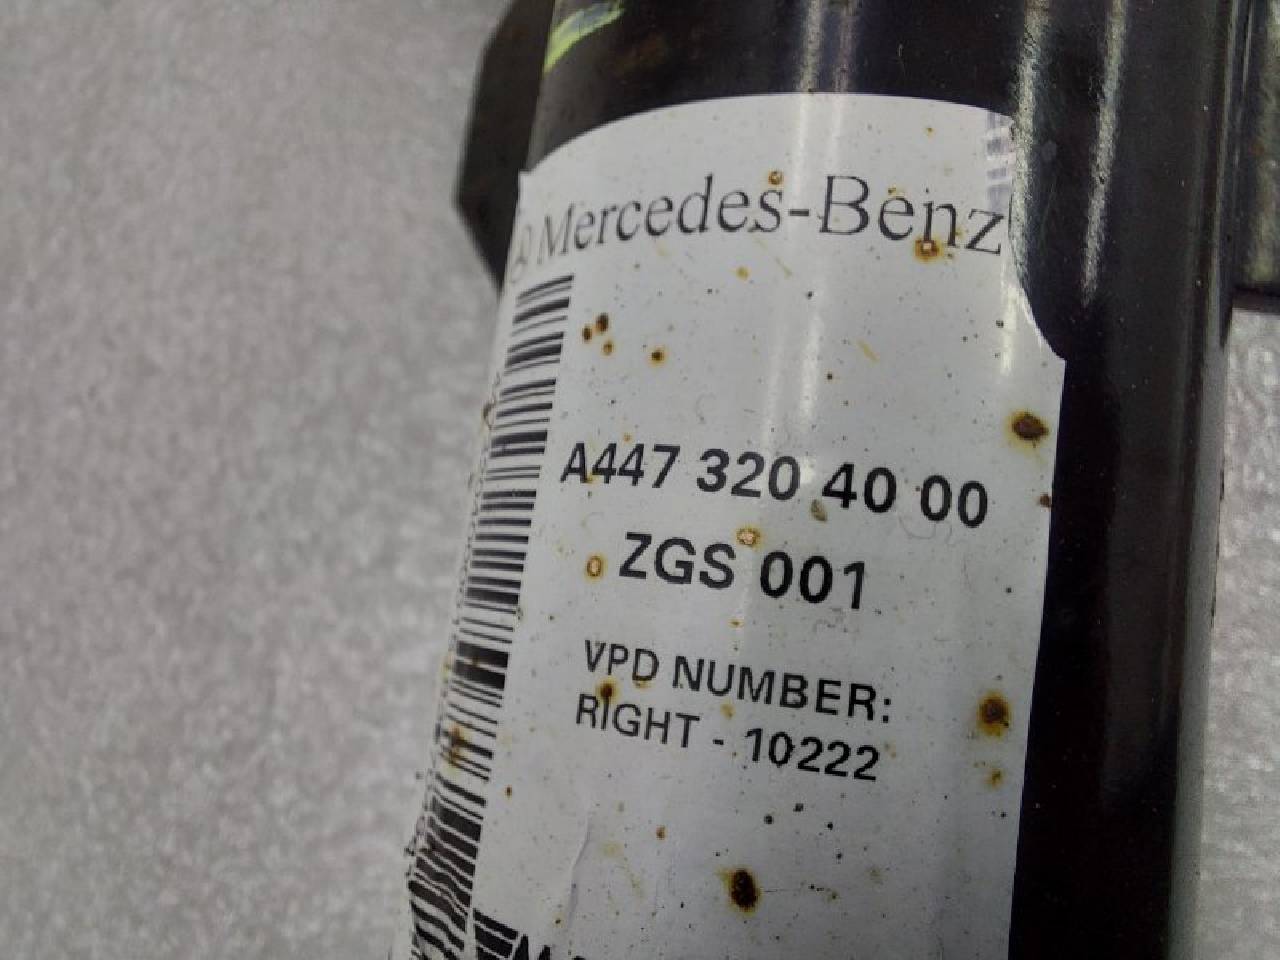 Mercedes-Benz
A447 320 40 00
ZGS 001
VPD NUMBER:
RIGHT - 10222